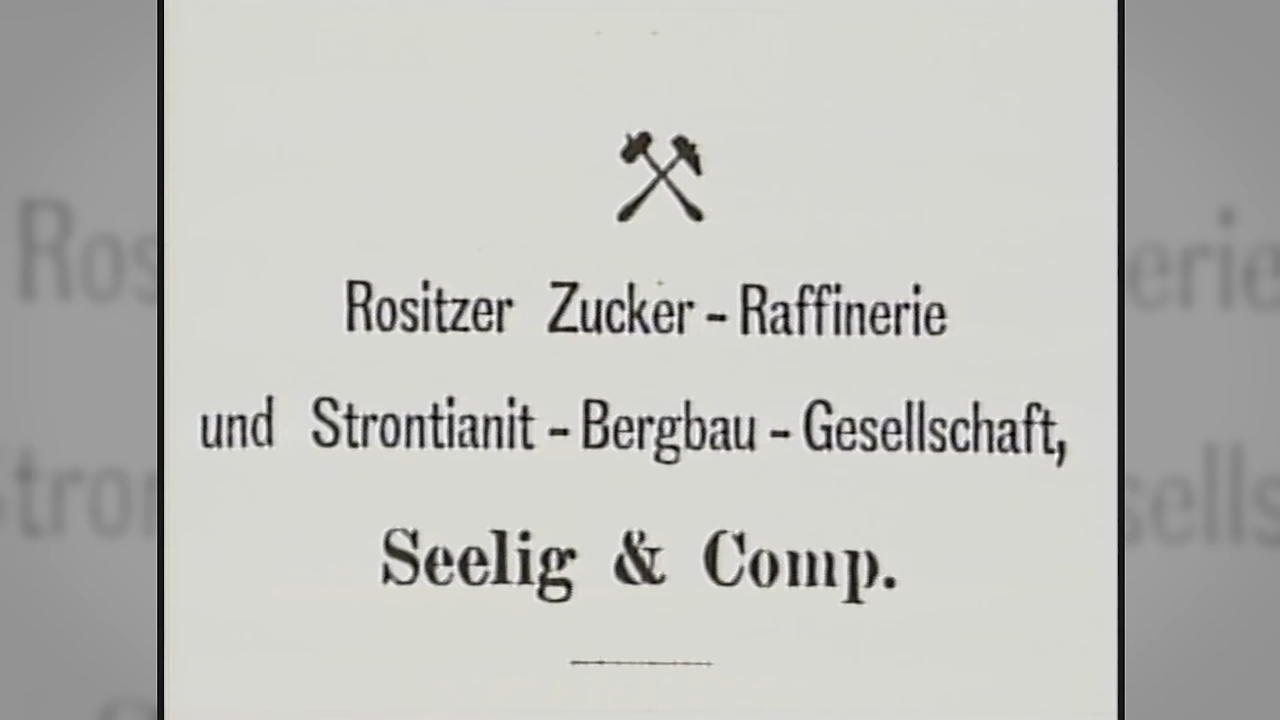 Rositzer Zucker - Raffinerie
und Strontianit - Bergbau - Gesellschaft,
Seelig & Comp.